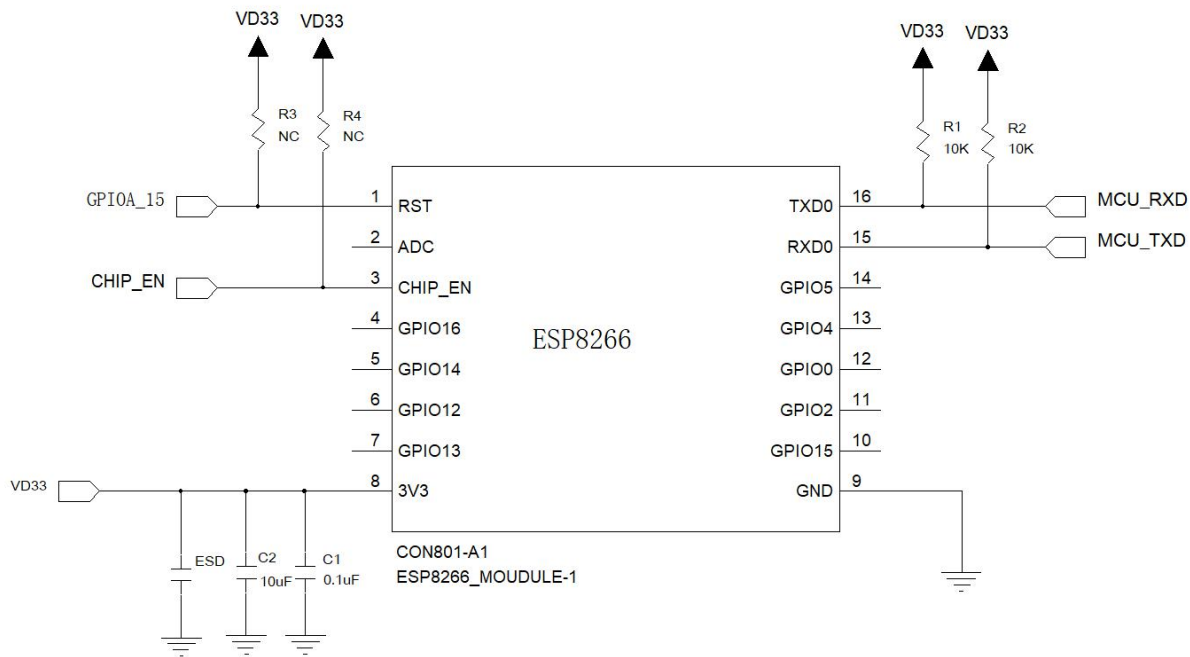 VD33 VD33
VD33 VD33
R3
NC
R4
NC
R1
10K
R2
10K
GPIOA_15
1 RST
TXD0 16
MCU_RXD
2 ADC
RXD0 15
MCU_TXD
CHIP_EN
3 CHIP_EN
GPIO5 14
4 GPIO16
GPIO4 13
ESP8266
5 GPIO14
GPIO0 12
6 GPIO12
GPIO2 11
7 GPIO13
GPIO15 10
VD33
8 3V3
GND 9
ESD
C2
10uF
C1
0.1uF
CON801-A1
ESP8266_MOUDULE-1